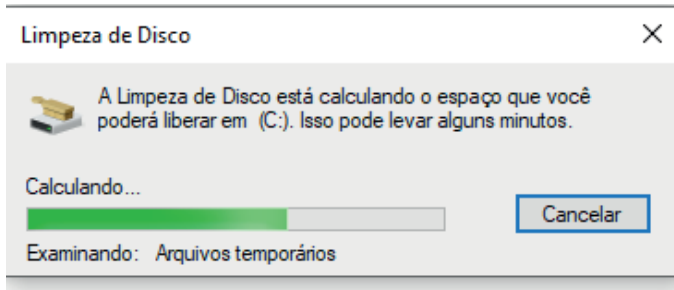 Limpeza de Disco
A Limpeza de Disco está calculando o espaço que você
poderá liberar em  (C:). Isso pode levar alguns minutos.
Calculando...
Cancelar
Examinando:   Arquivos temporários